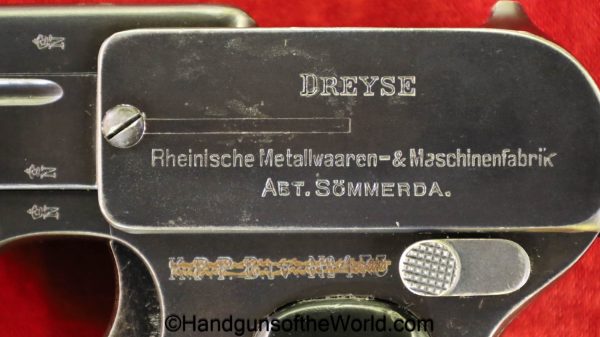 DREYSE
Rheinische Metallwaaren-& Maschinenfabrik
ABT. SÖMMERDA.
©HandgunsoftheWorld.com